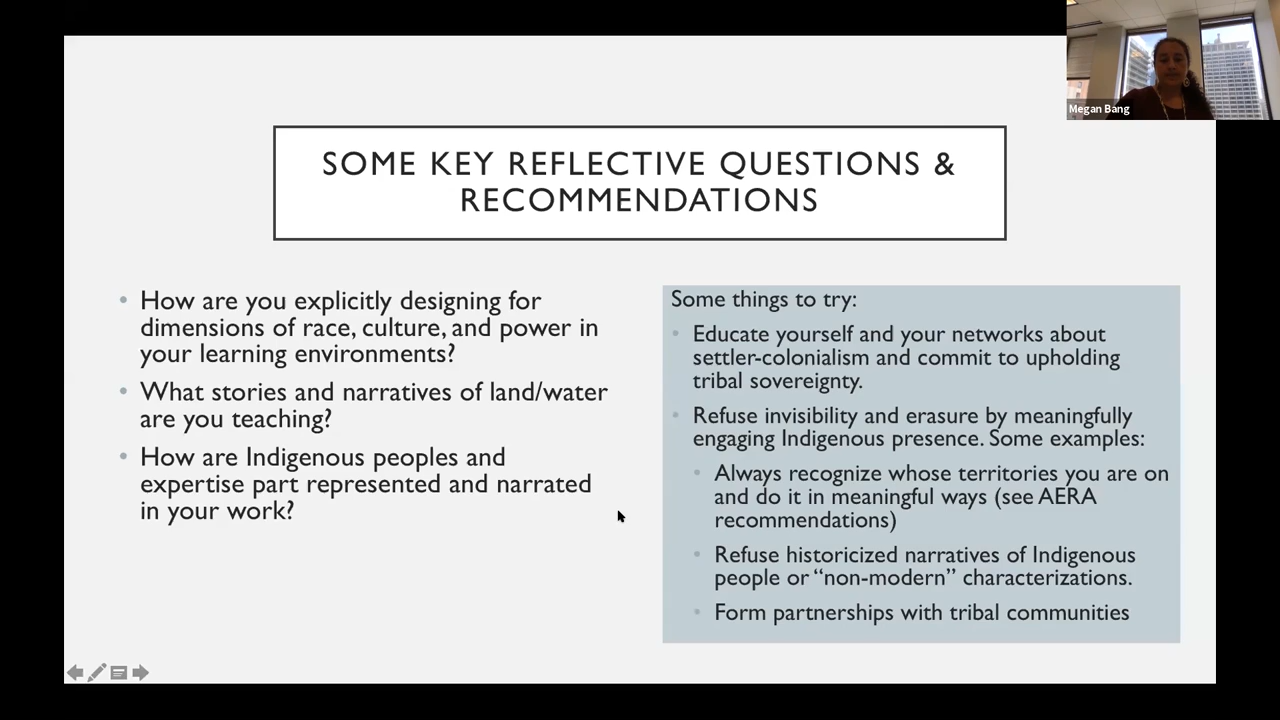 Megan Bang
SOME KEY REFLECTIVE QUESTIONS &
RECOMMENDATIONS
• How are you explicitly designing for
dimensions of race, culture, and power in
your learning environments?
• What stories and narratives of land/water
are you teaching?
• How are Indigenous peoples and
expertise part represented and narrated
in your work?
Some things to try:
• Educate yourself and your networks about
settler-colonialism and commit to upholding
tribal sovereignty.
• Refuse invisibility and erasure by meaningfully
engaging Indigenous presence. Some examples:
• Always recognize whose territories you are on
and do it in meaningful ways (see AERA
recommendations)
• Refuse historicized narratives of Indigenous
people or “non-modern” characterizations.
• Form partnerships with tribal communities